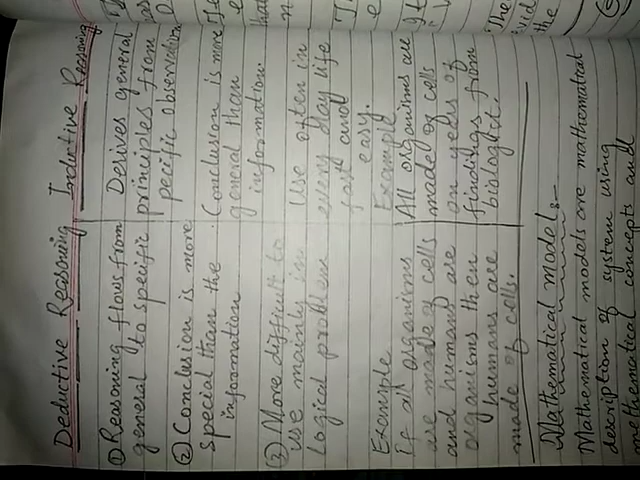 Deductive Reasoning Inductive Reasoning
① Reasoning flows from Derives general
general to specific principles from
pecific observation
② Conclusion is more Conclusion is more
special than the general than
information information.
③ More difficult to Use often in
use mainly in every day life
logical problem fast and
easy.
Example Example
If all organisms All organisms are
are made of cells made of cells
and humans are on years of
organisms then findings from
humans are biologist.
made of cells.
Mathematical model:-
Mathematical models are mathematical
description of system using
mathematical concepts and